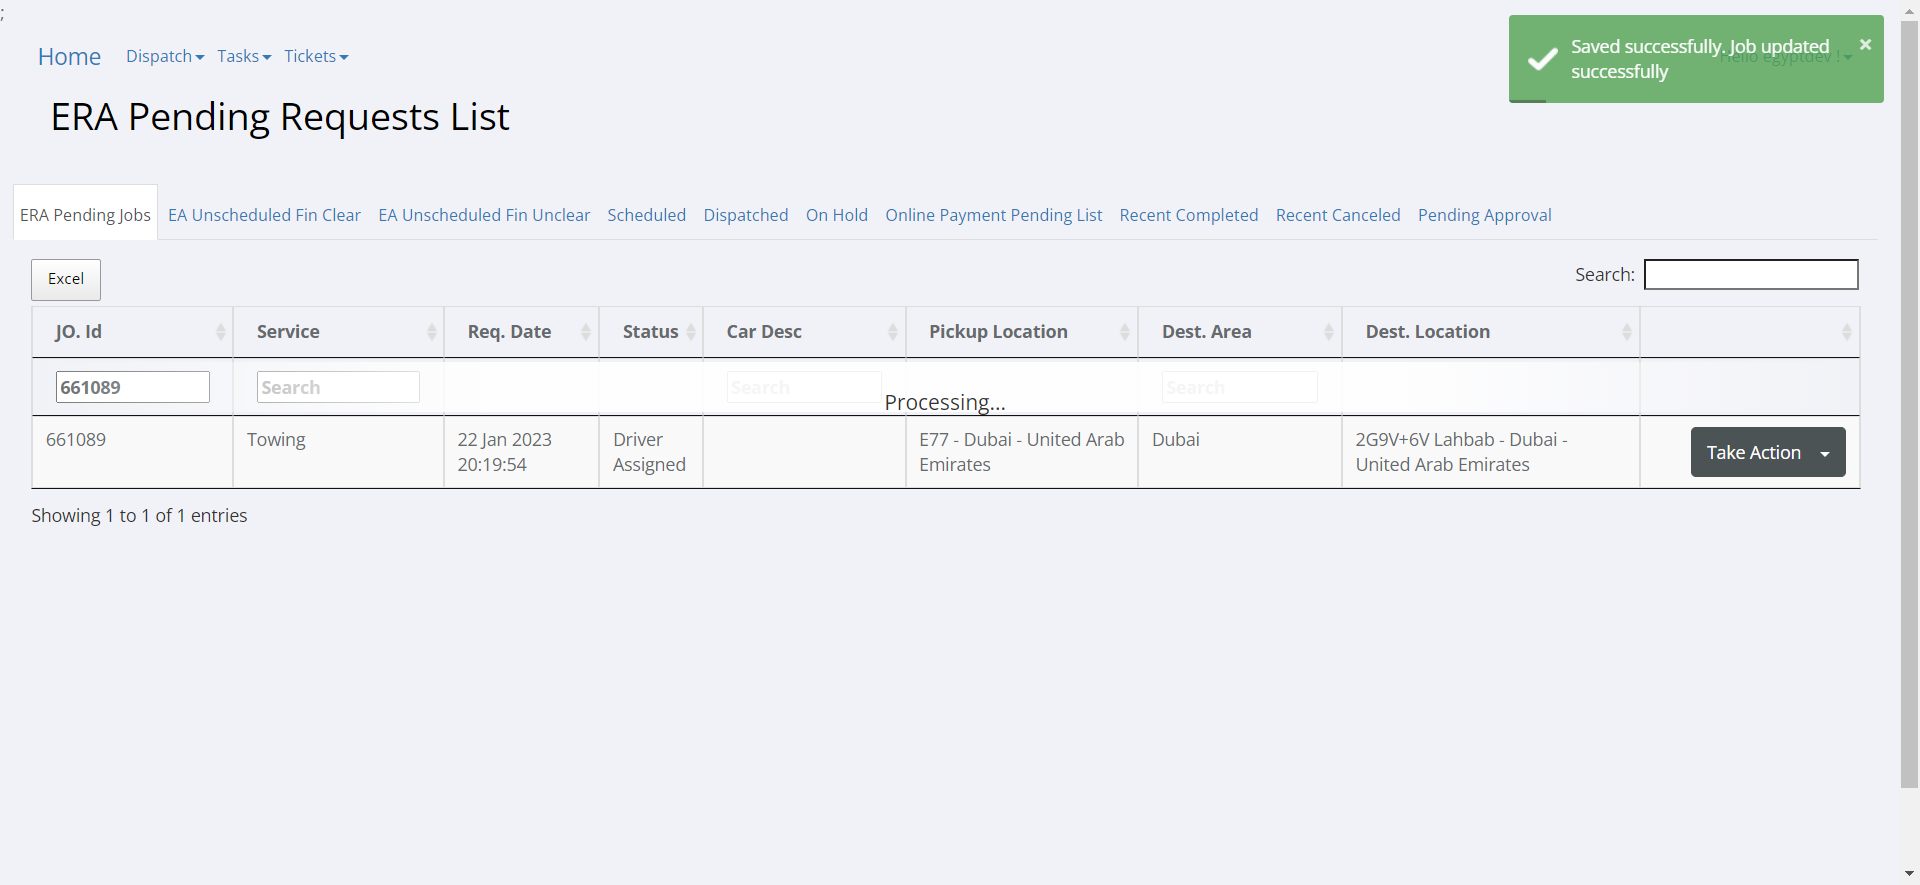 ;
Home Dispatch Tasks Tickets
Saved successfully. Job updated
successfully
Hello egyptdev !
ERA Pending Requests List
ERA Pending Jobs EA Unscheduled Fin Clear EA Unscheduled Fin Unclear Scheduled Dispatched On Hold Online Payment Pending List Recent Completed Recent Canceled Pending Approval
Excel Search:
JO. Id Service Req. Date Status Car Desc Pickup Location Dest. Area Dest. Location
661089 Search Search Search
Processing...
661089 Towing 22 Jan 2023 Driver E77 - Dubai - United Arab Dubai 2G9V+6V Lahbab - Dubai - Take Action
20:19:54 Assigned Emirates United Arab Emirates
Showing 1 to 1 of 1 entries